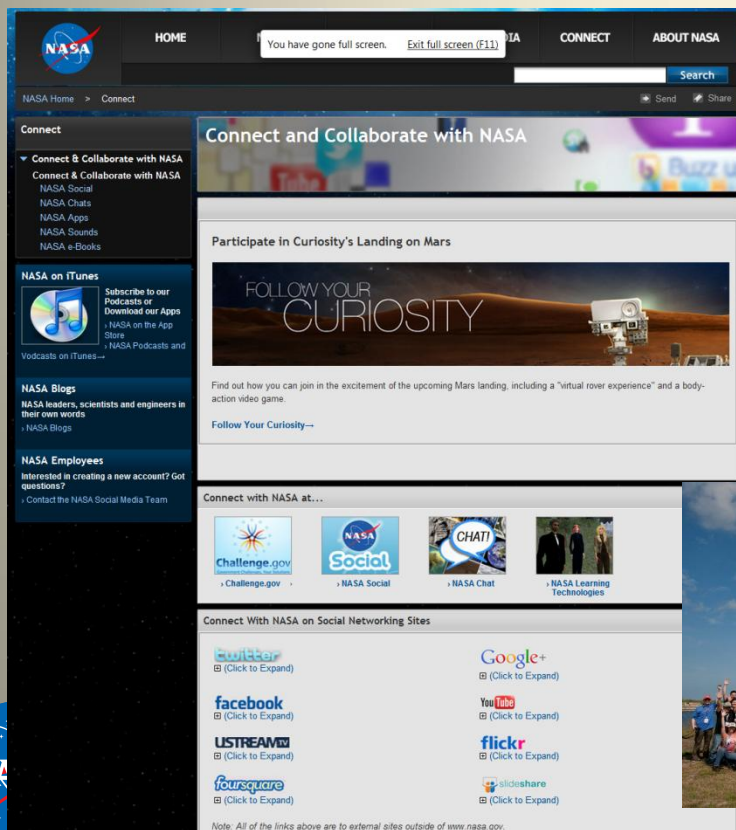 NASA
HOME
You have gone full screen. Exit full screen (F11)
CONNECT
ABOUT NASA
Search
NASA Home > Connect
Send
Share
Connect
Connect and Collaborate with NASA
Buzz u
Tube
Connect & Collaborate with NASA
Connect & Collaborate with NASA
NASA Social
NASA Chats
NASA Apps
NASA Sounds
NASA e-Books
NASA on iTunes
Subscribe to our
Podcasts or
Download our Apps
› NASA on the App
Store
› NASA Podcasts and
Vodcasts on iTunes→
NASA Blogs
NASA leaders, scientists and engineers in
their own words
› NASA Blogs
NASA Employees
Interested in creating a new account? Got
questions?
› Contact the NASA Social Media Team
Participate in Curiosity's Landing on Mars
FOLLOW YOUR
CURIOSITY
Find out how you can join in the excitement of the upcoming Mars landing, including a "virtual rover experience" and a body-
action video game.
Follow Your Curiosity→
Connect with NASA at...
Challenge.gov
NASA
Social
CHAT!
› Challenge.gov ›
› NASA Social
› NASA Chat
› NASA Learning
Technologies
Connect With NASA on Social Networking Sites
twitter
(Click to Expand)
Google+
(Click to Expand)
facebook
(Click to Expand)
YouTube
(Click to Expand)
USTREAM TV
(Click to Expand)
flickr
(Click to Expand)
foursquare
(Click to Expand)
slideshare
(Click to Expand)
Note: All of the links above are to external sites outside of www.nasa.gov.